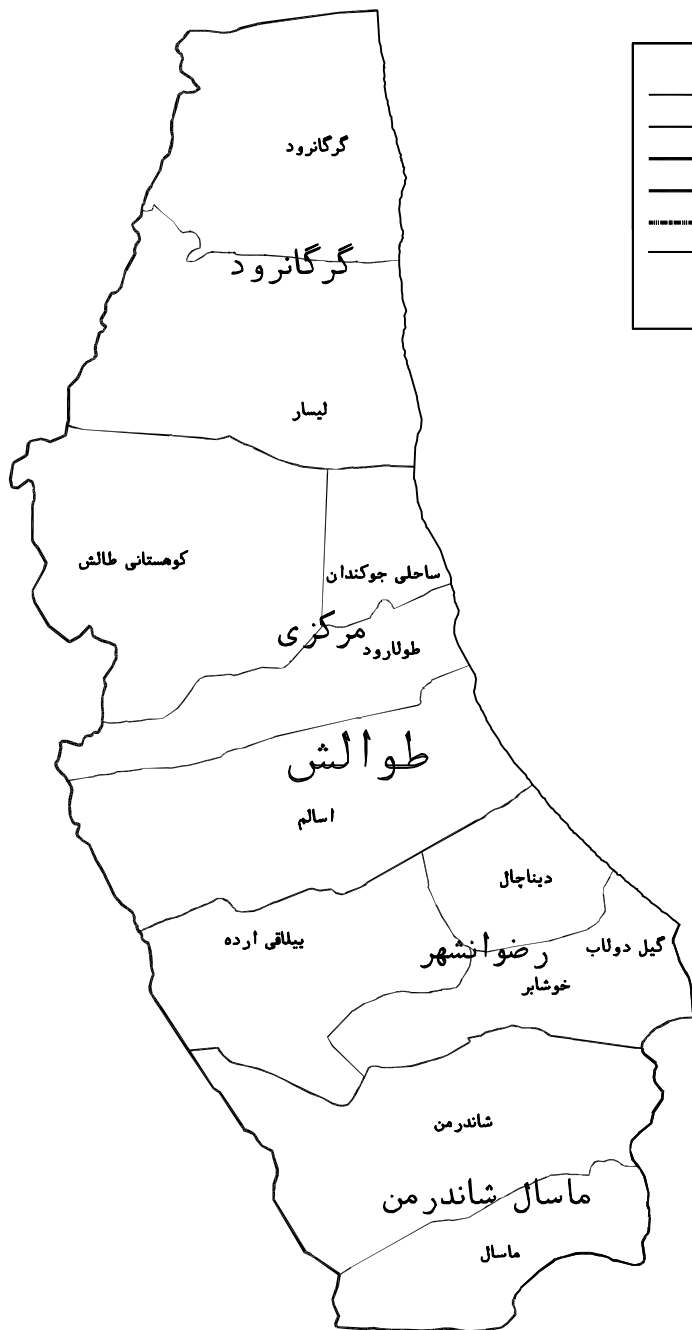 گرگانرود
گرگانرود
لیسار
کوهستانی طالش
ساحلی جوکندان
مرکزی
طولارود
طوالش
اسالم
دیناچال
ییلاقی ارده
رضوانشهر
گیل دولاب
خوشابر
شاندرمن
ماسال شاندرمن
ماسال